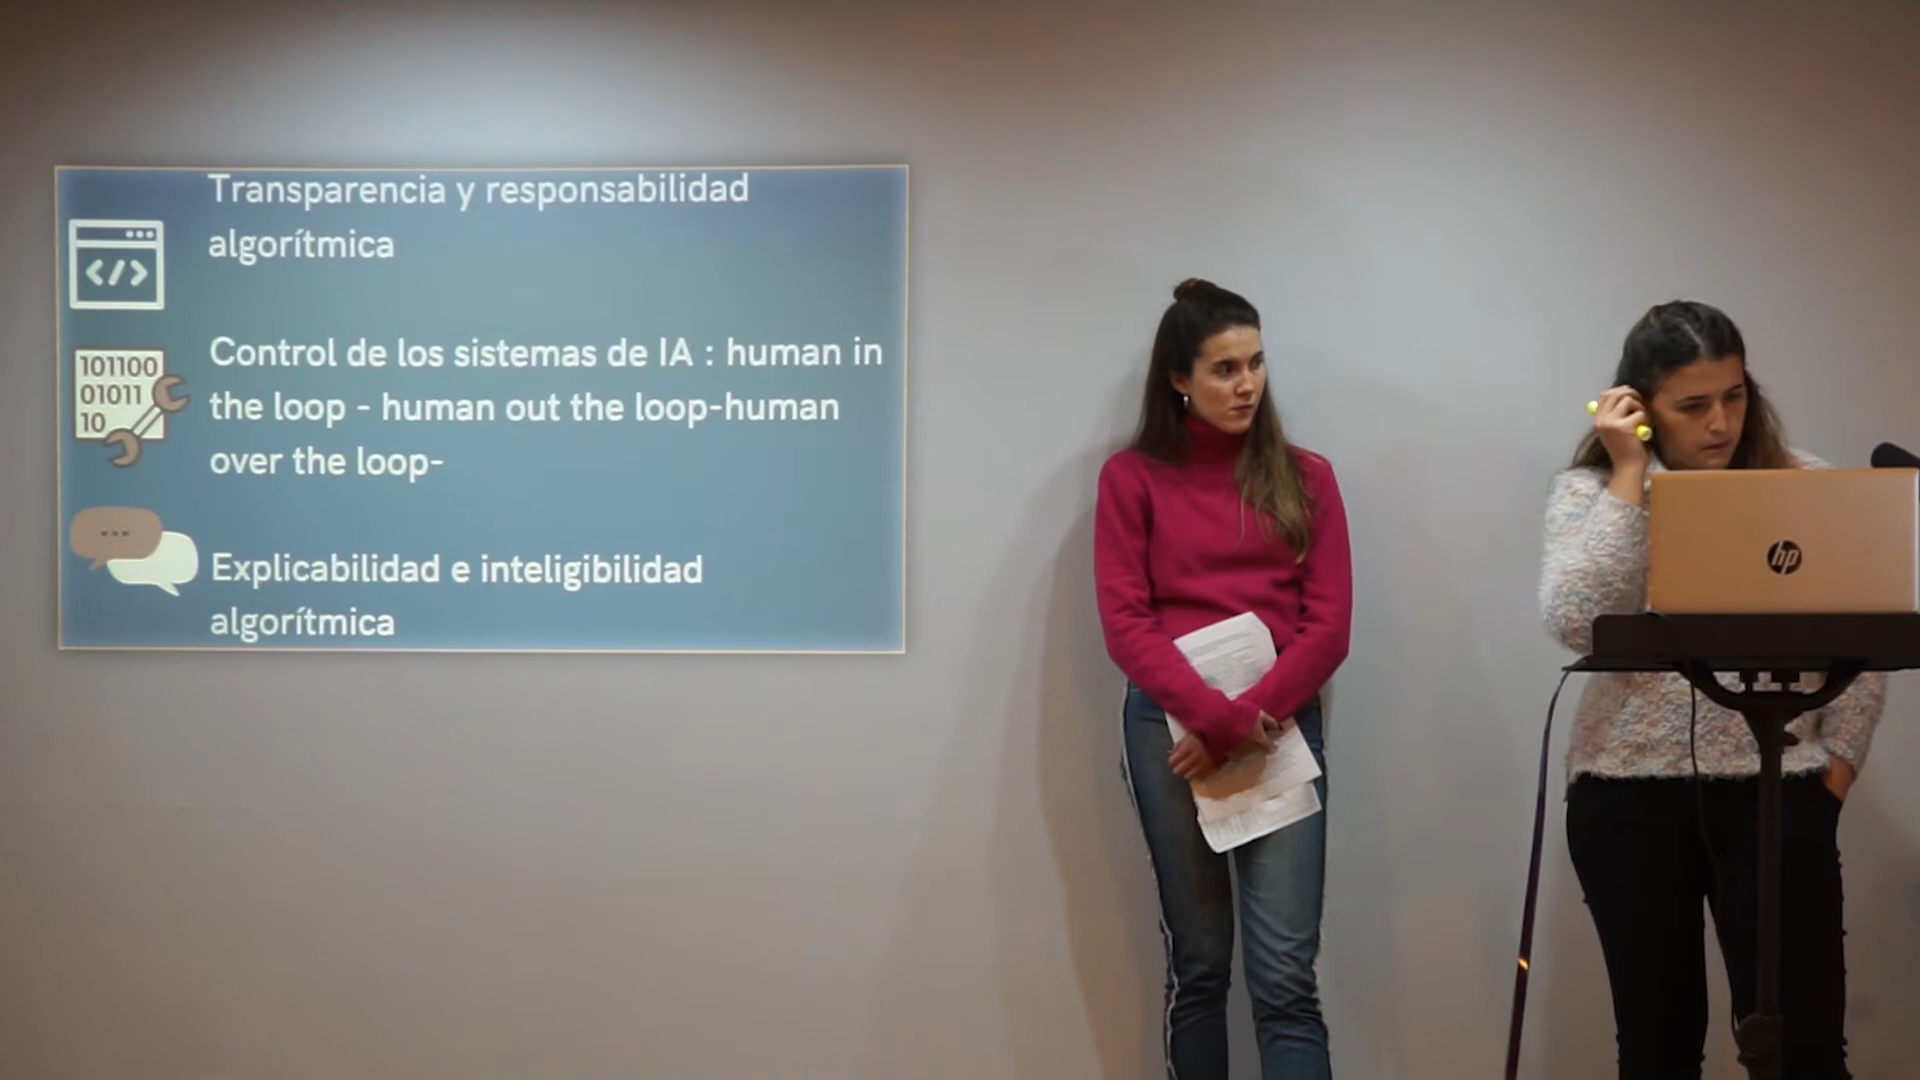 Transparencia y responsabilidad
algorítmica
101100
01011
10
Control de los sistemas de IA : human in
the loop - human out the loop-human
over the loop-
Explicabilidad e inteligibilidad
algorítmica
hp